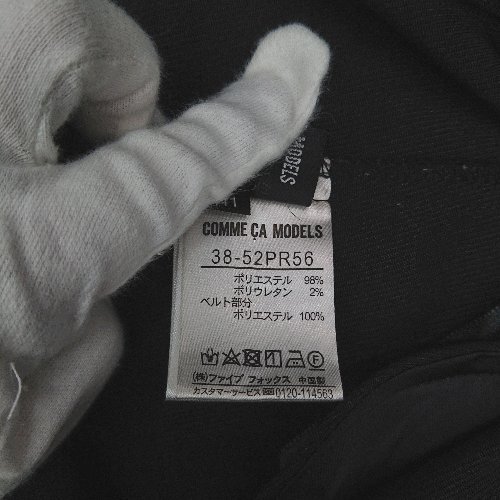 MODELS
COMME ÇA MODELS
38-52PR56
ポリエステル 98%
ポリウレタン 2%
ベルト部分
ポリエステル 100%
(株)ファイブ フォックス 中国製
カスタマーサービス 0120-114563